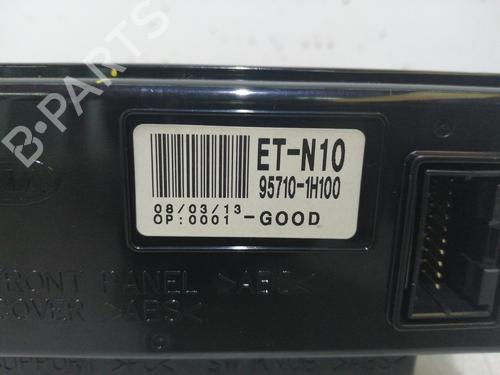 B-PARTS
ET-N10
95710-1H100
08/03/13
OP:0001 -GOOD
FRONT PANEL >ABS<
COVER >ABS<